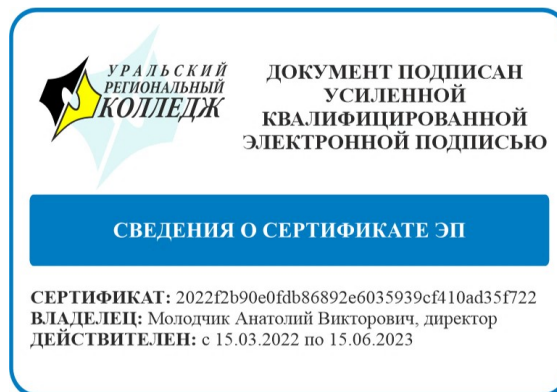 УРАЛЬСКИЙ
РЕГИОНАЛЬНЫЙ
КОЛЛЕДЖ
ДОКУМЕНТ ПОДПИСАН
УСИЛЕННОЙ
КВАЛИФИЦИРОВАННОЙ
ЭЛЕКТРОННОЙ ПОДПИСЬЮ
СВЕДЕНИЯ О СЕРТИФИКАТЕ ЭП
СЕРТИФИКАТ: 2022f2b90e0fdb86892e6035939cf410ad35f722
ВЛАДЕЛЕЦ: Молодчик Анатолий Викторович, директор
ДЕЙСТВИТЕЛЕН: с 15.03.2022 по 15.06.2023